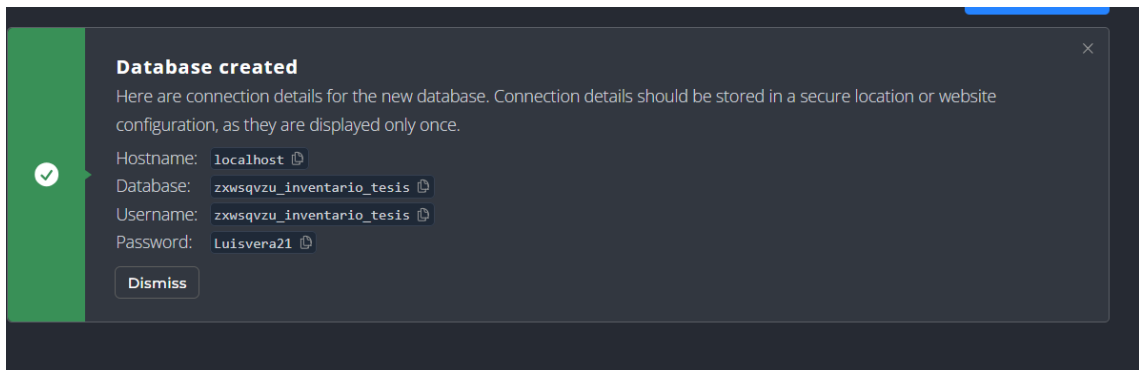 Database created
Here are connection details for the new database. Connection details should be stored in a secure location or website
configuration, as they are displayed only once.
Hostname: localhost
Database: zxwsqvzu_inventario_tesis
Username: zxwsqvzu_inventario_tesis
Password: Luisvera21
Dismiss